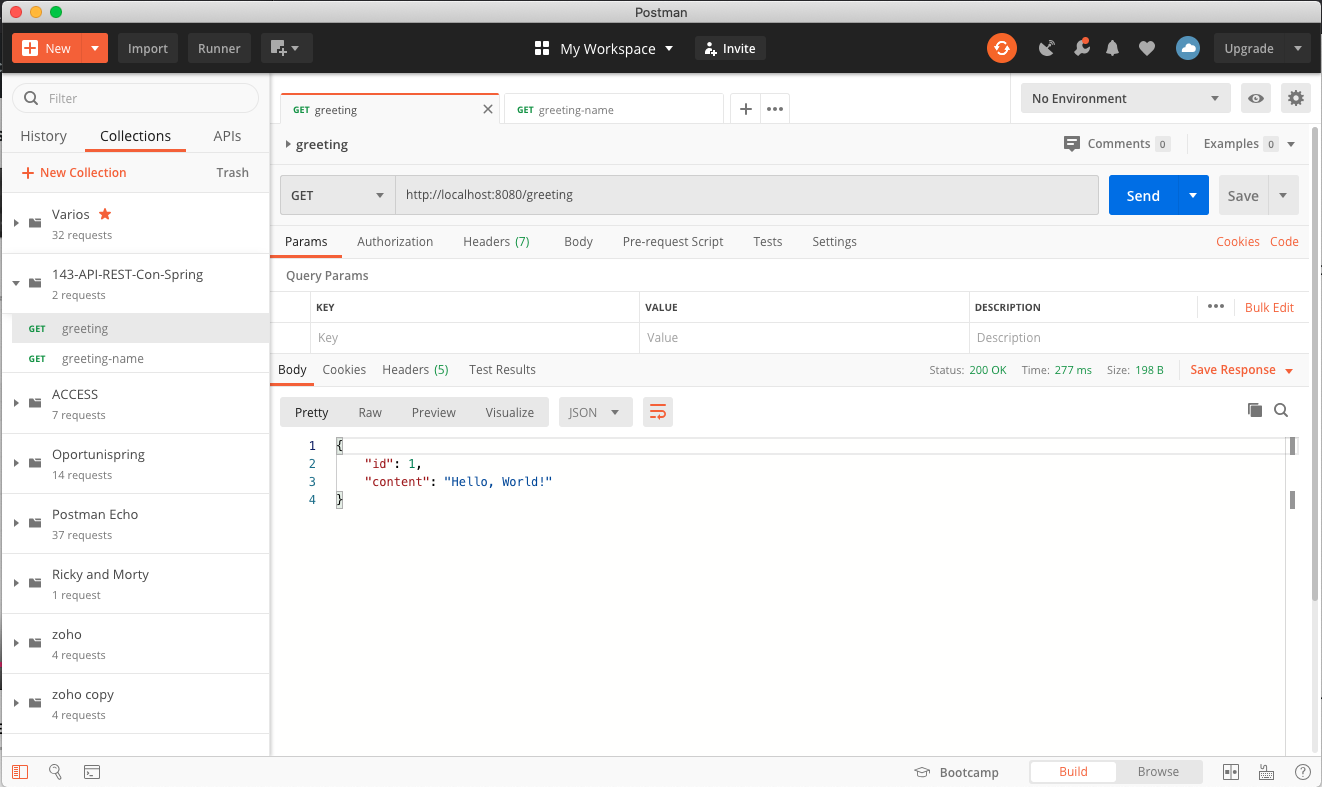 Postman
New
Import
Runner
My Workspace
Invite
Upgrade
Filter
History Collections APIs
New Collection Trash
Varios
32 requests
143-API-REST-Con-Spring
2 requests
GET greeting
GET greeting-name
ACCESS
7 requests
Oportunispring
14 requests
Postman Echo
37 requests
Ricky and Morty
1 request
zoho
4 requests
zoho copy
4 requests
GET greeting
GET greeting-name
No Environment
greeting
Comments 0
Examples 0
GET http://localhost:8080/greeting
Send
Save
Params Authorization Headers (7) Body Pre-request Script Tests Settings
Cookies Code
Query Params
KEY VALUE DESCRIPTION
Bulk Edit
Key Value Description
Body Cookies Headers (5) Test Results
Status: 200 OK Time: 277 ms Size: 198 B
Save Response
Pretty Raw Preview Visualize JSON
1 {
2 "id": 1,
3 "content": "Hello, World!"
4 }
Bootcamp
Build Browse